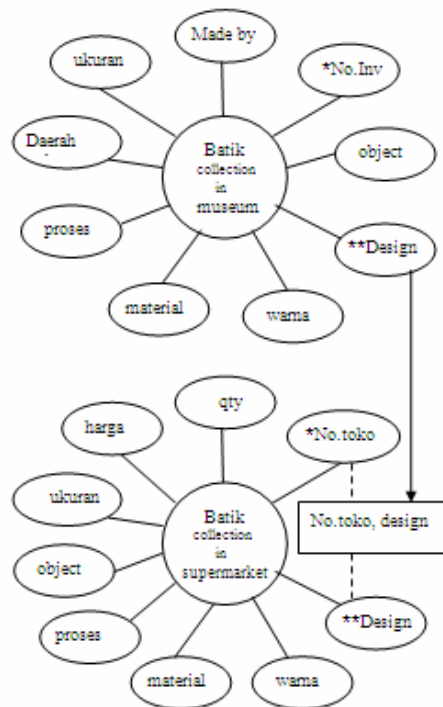 Made by
ukuran
*No.Inv
Daerah
Batik
collection
in
museum
object
proses
**Design
material
warna
qty
harga
*No.toko
ukuran
Batik
collection
in
supermarket
No.toko, design
object
proses
**Design
material
warna